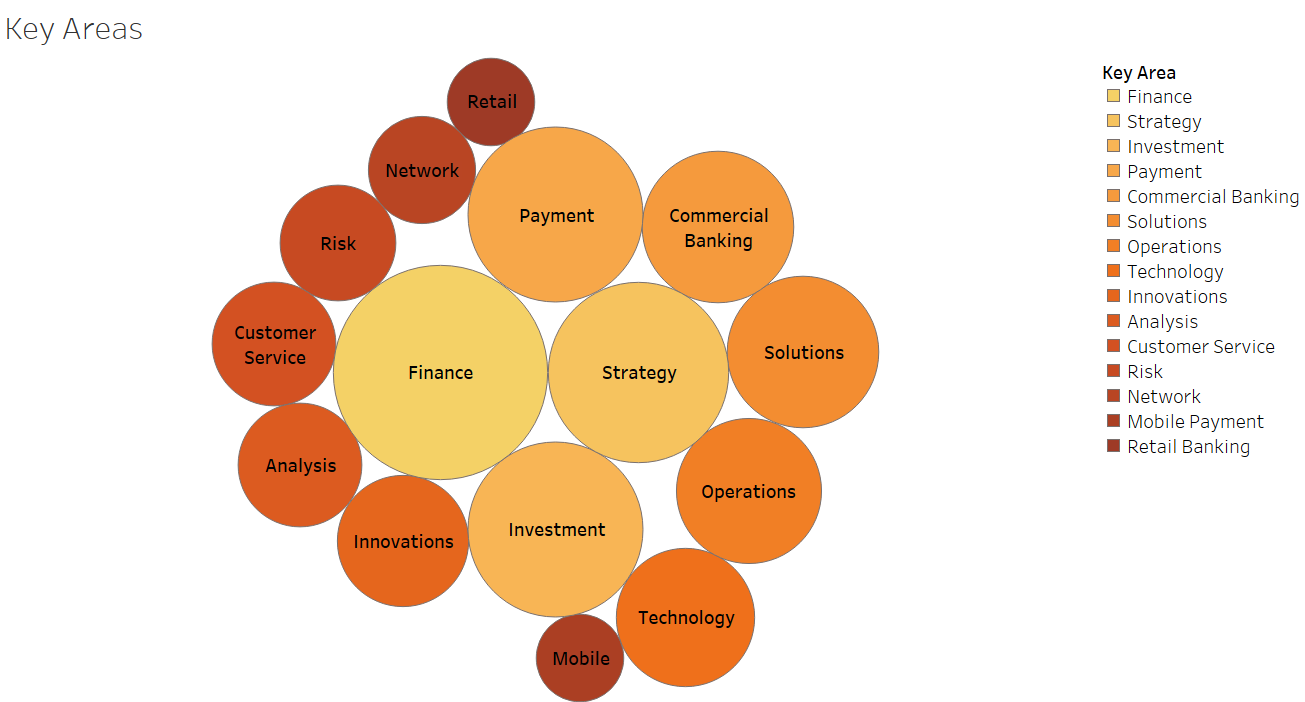 Key Areas
Retail
Network
Payment
Commercial
Banking
Risk
Customer
Service
Finance
Strategy
Solutions
Analysis
Operations
Innovations
Investment
Technology
Mobile
Key Area
Finance
Strategy
Investment
Payment
Commercial Banking
Solutions
Operations
Technology
Innovations
Analysis
Customer Service
Risk
Network
Mobile Payment
Retail Banking